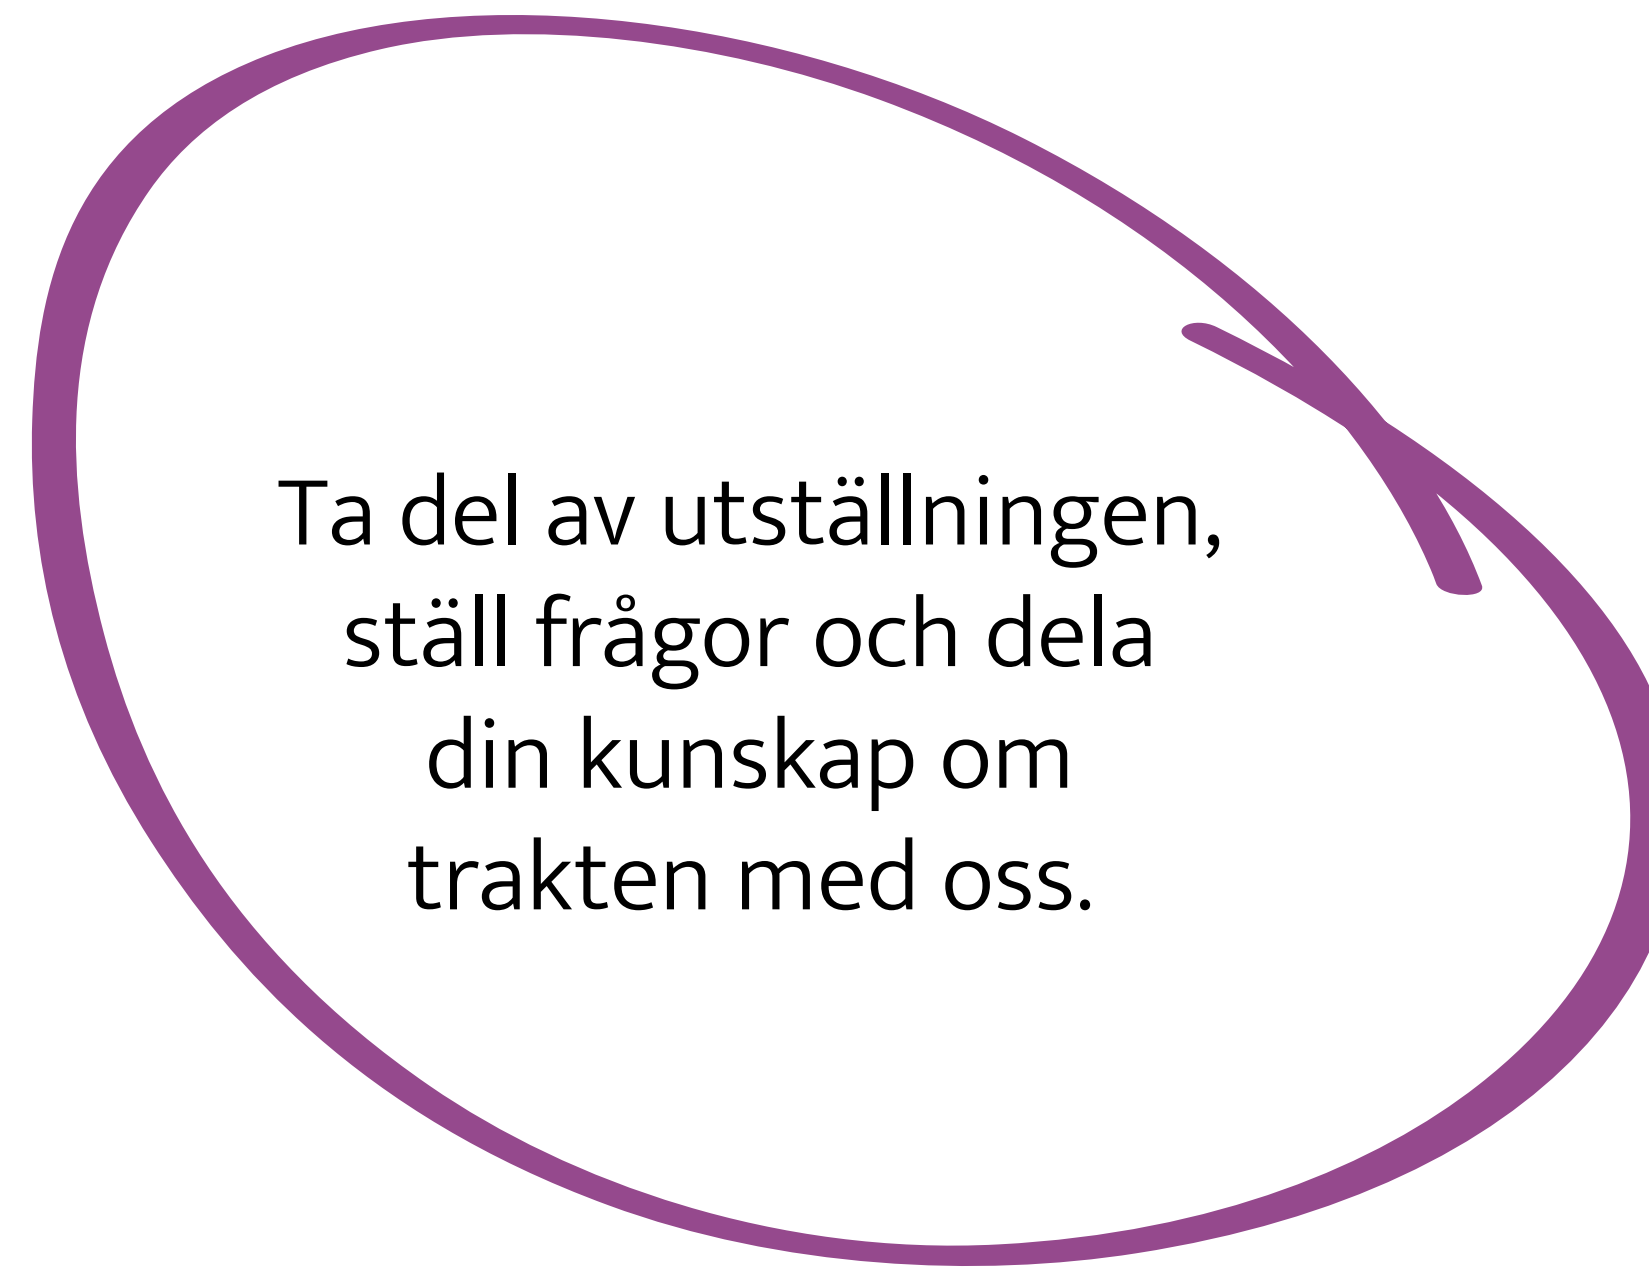 Ta del av utställningen,
ställ frågor och dela
din kunskap om
trakten med oss.